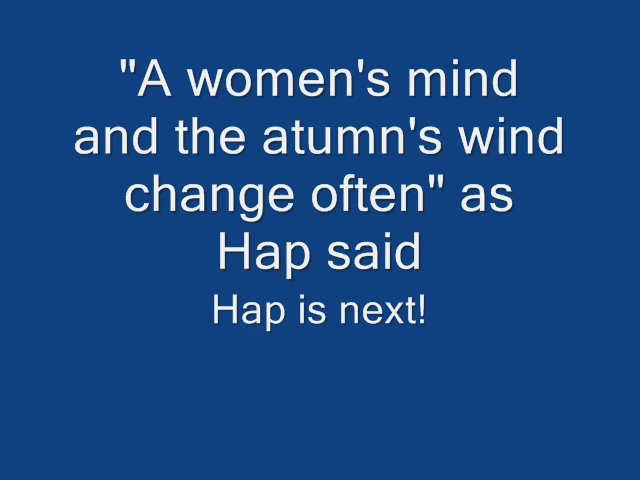 "A women's mind
and the atumn's wind
change often" as
Hap said
Hap is next!